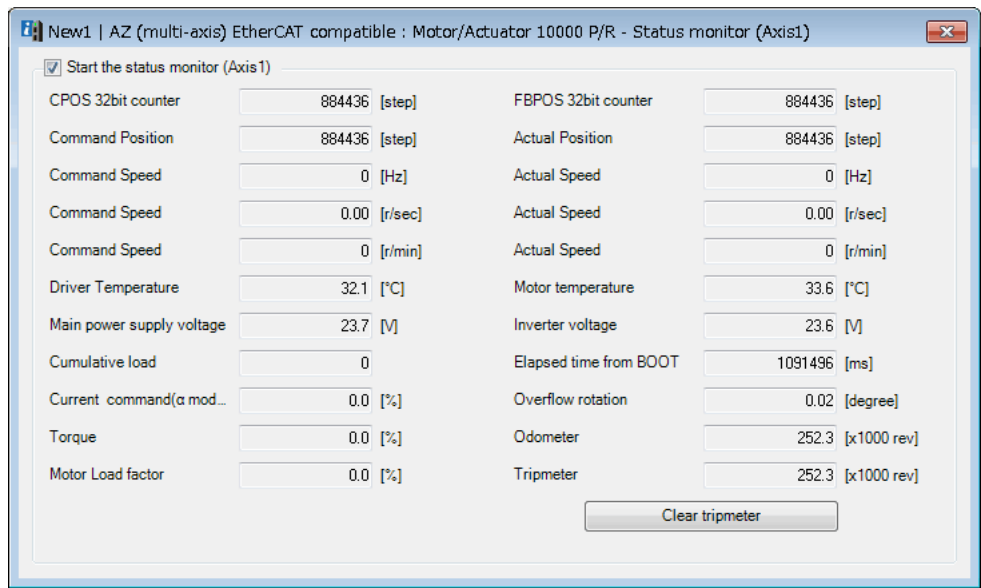 New1 | AZ (multi-axis) EtherCAT compatible : Motor/Actuator 10000 P/R - Status monitor (Axis1)
Start the status monitor (Axis1)
CPOS 32bit counter 884436 [step] FBPOS 32bit counter 884436 [step]
Command Position 884436 [step] Actual Position 884436 [step]
Command Speed 0 [Hz] Actual Speed 0 [Hz]
Command Speed 0.00 [r/sec] Actual Speed 0.00 [r/sec]
Command Speed 0 [r/min] Actual Speed 0 [r/min]
Driver Temperature 32.1 [°C] Motor temperature 33.6 [°C]
Main power supply voltage 23.7 [V] Inverter voltage 23.6 [V]
Cumulative load 0 Elapsed time from BOOT 1091496 [ms]
Current command(α mod... 0.0 [%] Overflow rotation 0.02 [degree]
Torque 0.0 [%] Odometer 252.3 [x1000 rev]
Motor Load factor 0.0 [%] Tripmeter 252.3 [x1000 rev]
Clear tripmeter